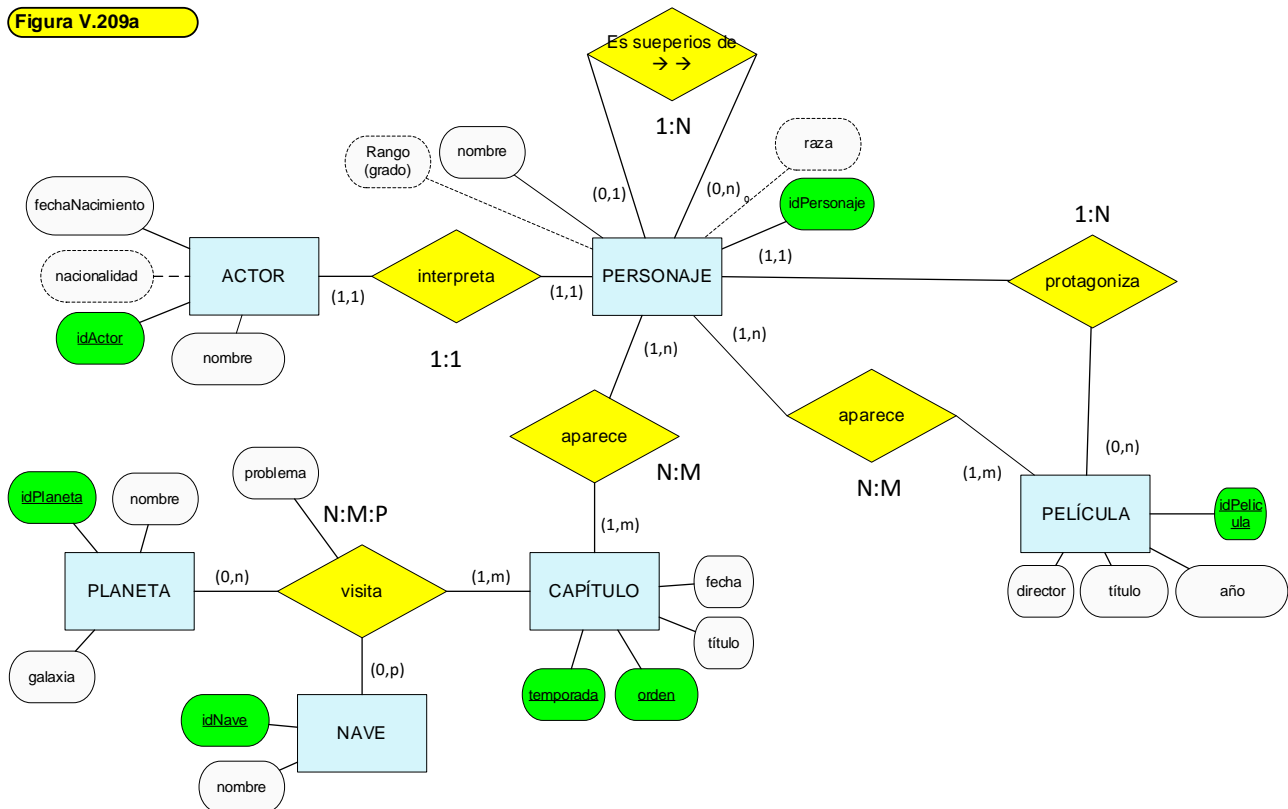 Figura V.209a
Es sueperios de
→ →
1:N
Rango
(grado)
nombre
raza
(0,1)
(0,n)
o
idPersonaje
fechaNacimiento
1:N
ACTOR
interpreta
PERSONAJE
(1,1)
protagoniza
nacionalidad
(1,1)
(1,1)
idActor
nombre
1:1
(1,n)
(1,n)
aparece
aparece
N:M
N:M
(0,n)
(1,m)
problema
idPlaneta
nombre
N:M:P
(1,m)
PELÍCULA
idPelíc
ula
PLANETA
(0,n)
visita
(1,m)
CAPÍTULO
fecha
director
título
año
título
galaxia
(0,p)
temporada
orden
idNave
NAVE
nombre